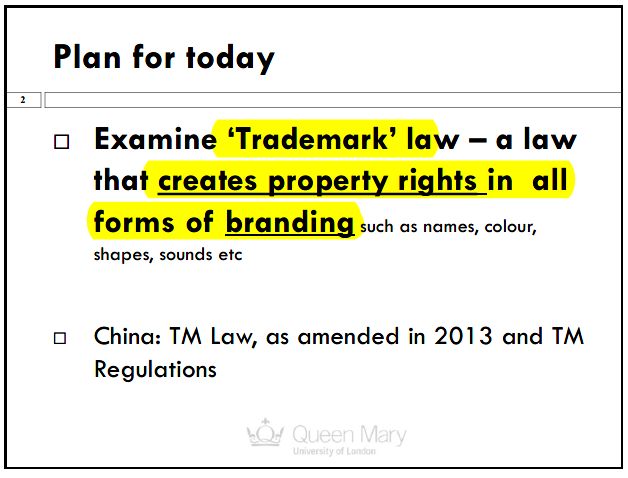 Plan for today
2
Examine ‘Trademark’ law – a law
that creates property rights in all
forms of branding such as names, colour,
shapes, sounds etc
China: TM Law, as amended in 2013 and TM
Regulations
Queen Mary
University of London